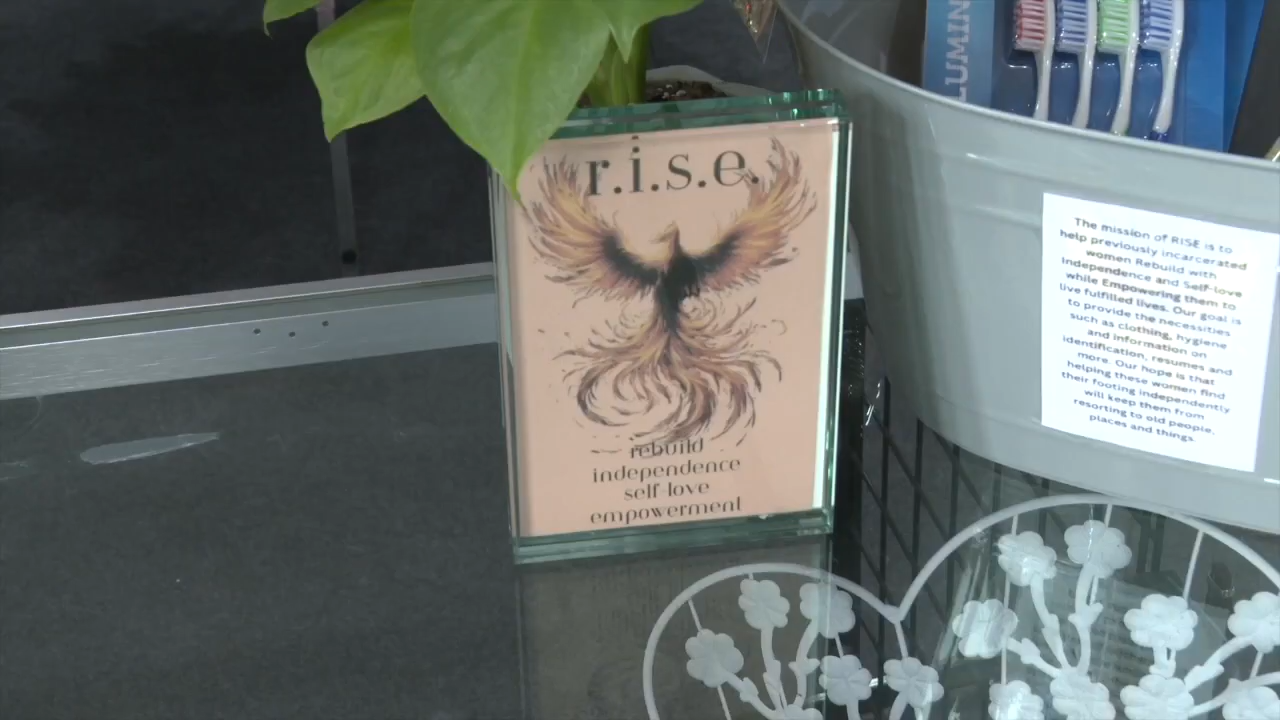 r.i.s.e.
rebuild
independence
self-love
empowerment
LUMIN
The mission of RISE is to
help previously incarcerated
women Rebuild with
Independence and Self-love
while Empowering them to
live fulfilled lives. Our goal is
to provide the necessities
such as clothing, hygiene
and information on
identification, resumes and
more. Our hope is that
helping these women find
their footing independently
will keep them from
resorting to old people,
places and things.